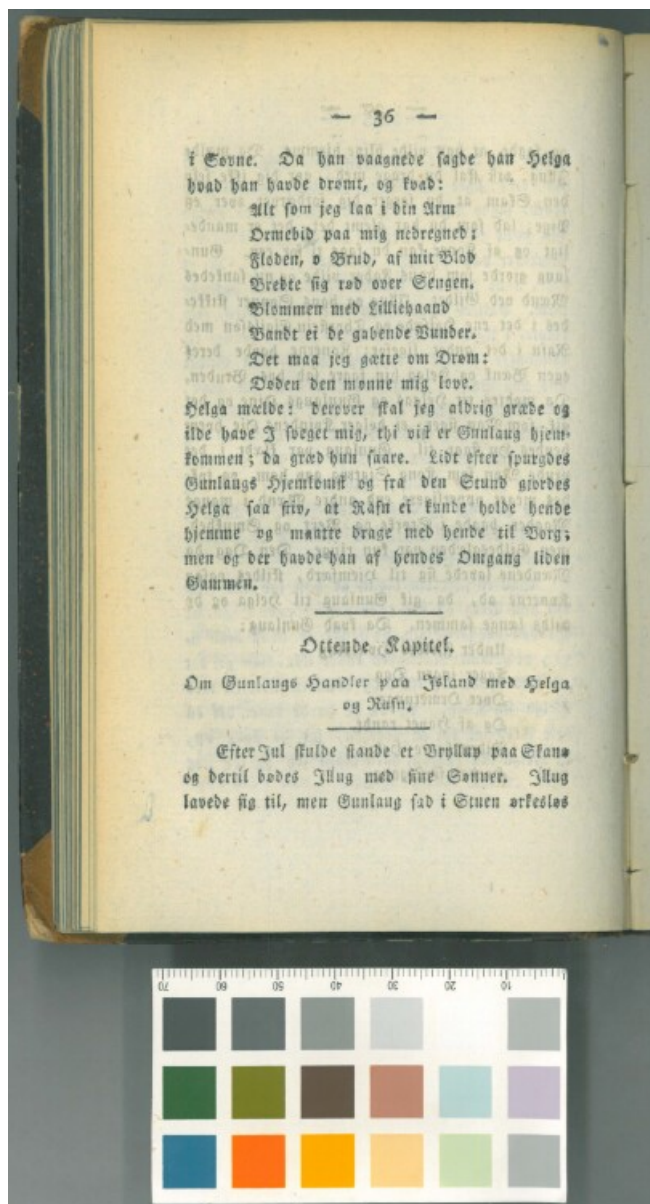 — 36 —
i Søvne. Da han vaagnede sagde han Helga
hvad han havde drømt, og kvad:
Alt som jeg laa i din Arm
Ormebid paa mig nedregned:
Floden, o Brud, af mit Blod
Bredte sig rød over Sengen.
Blommen med Lilliehaand
Bandt ei de gabende Vunder.
Det maa jeg gætte om Drøm:
Døden den monne mig love.
Helga mælde: derover skal jeg aldrig græde og
ilde have I sveget mig, thi vist er Gunlaug hjem-
kommen; da græd hun saare. Lidt efter spurgdes
Gunlaugs Hjemkomst og fra den Stund gjordes
Helga saa stiv, at Rafn ei kunde holde hende
hjemme og maatte drage med hende til Borg;
men og der havde han af hendes Omgang liden
Gammen.
Ottende Kapitel.
Om Gunlaugs Handler paa Island med Helga
og Rafn.
Efter Jul skulde stande et Bryllup paa Skanø
og dertil bødes Illug med sine Sønner. Illug
lavede sig til, men Gunlaug sad i Stuen ørkesløs
70 60 50 40 30 20 10